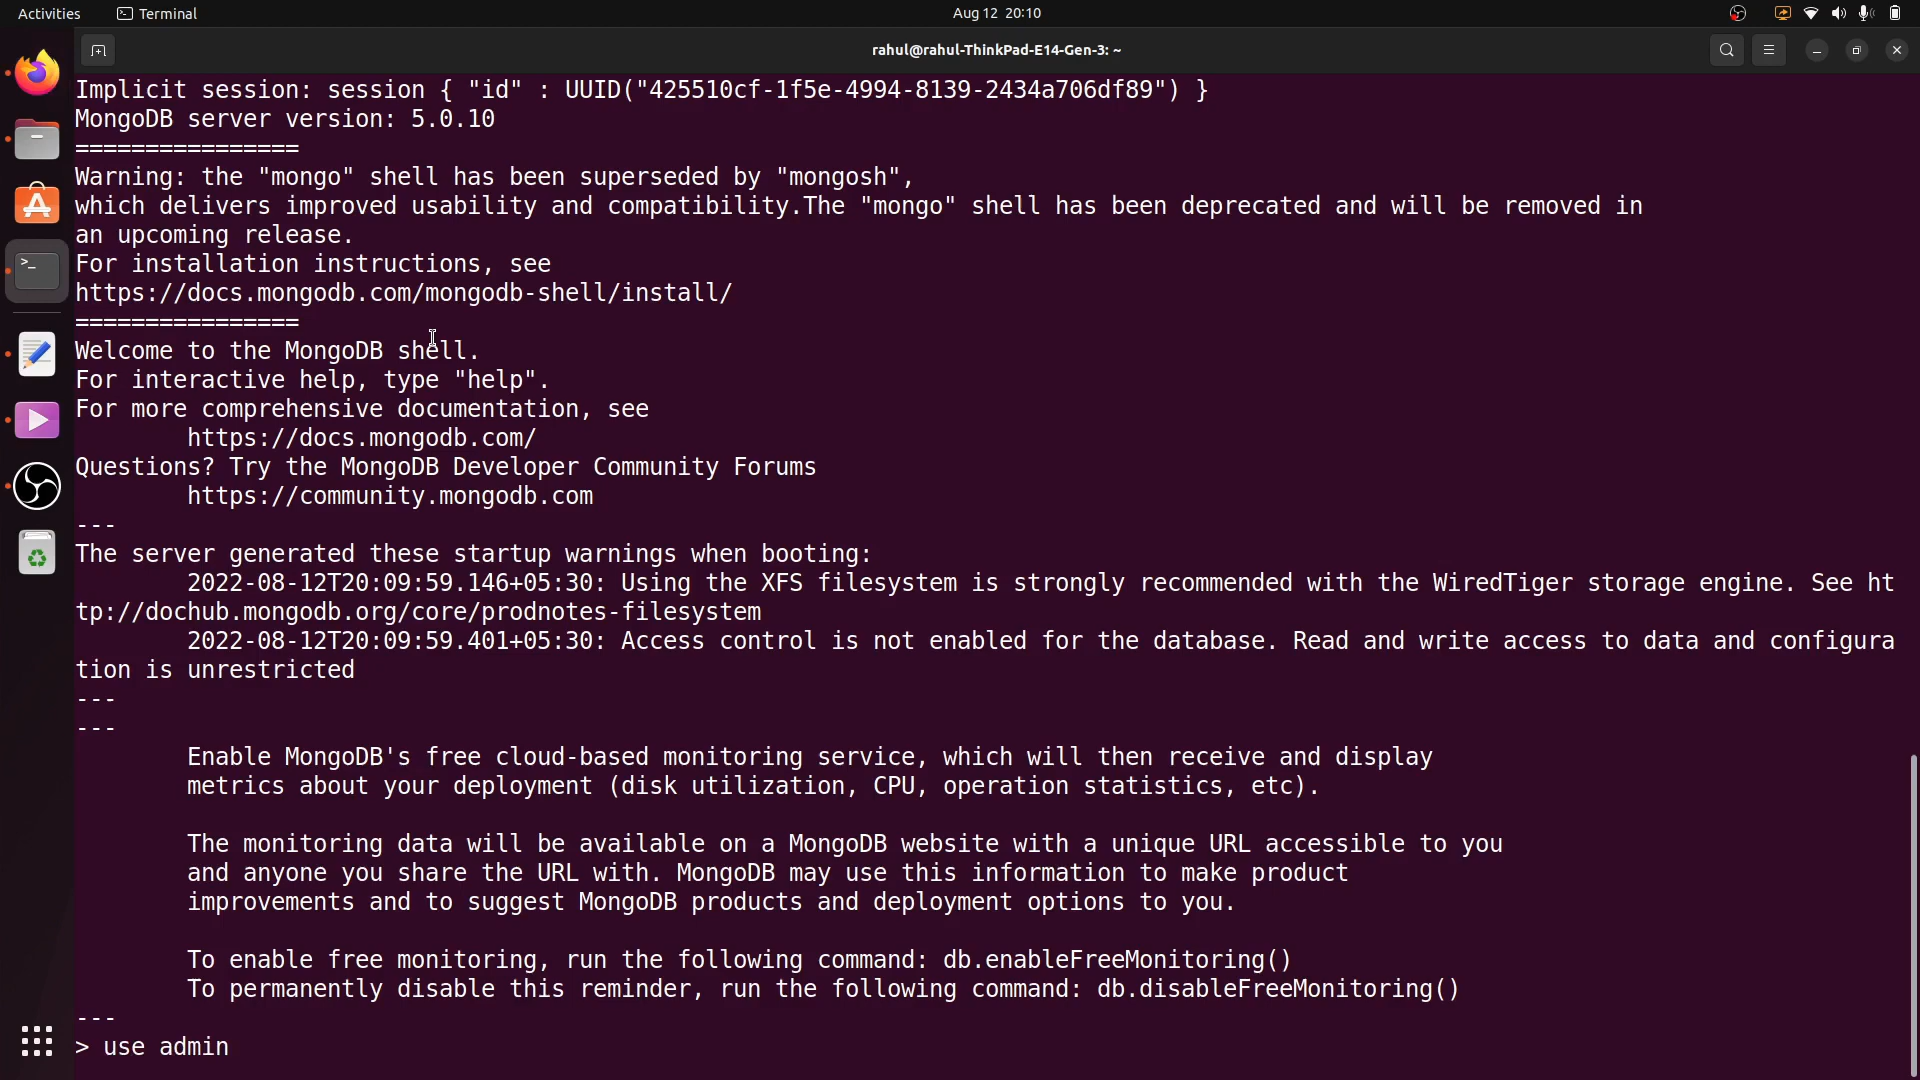 Activities Terminal Aug 12 20:10
rahul@rahul-ThinkPad-E14-Gen-3: ~
Implicit session: session { "id" : UUID("425510cf-1f5e-4994-8139-2434a706df89") }
MongoDB server version: 5.0.10
================
Warning: the "mongo" shell has been superseded by "mongosh",
which delivers improved usability and compatibility.The "mongo" shell has been deprecated and will be removed in
an upcoming release.
For installation instructions, see
https://docs.mongodb.com/mongodb-shell/install/
================
Welcome to the MongoDB shell.
For interactive help, type "help".
For more comprehensive documentation, see
https://docs.mongodb.com/
Questions? Try the MongoDB Developer Community Forums
https://community.mongodb.com
---
The server generated these startup warnings when booting:
2022-08-12T20:09:59.146+05:30: Using the XFS filesystem is strongly recommended with the WiredTiger storage engine. See ht
tp://dochub.mongodb.org/core/prodnotes-filesystem
2022-08-12T20:09:59.401+05:30: Access control is not enabled for the database. Read and write access to data and configura
tion is unrestricted
---
---
Enable MongoDB's free cloud-based monitoring service, which will then receive and display
metrics about your deployment (disk utilization, CPU, operation statistics, etc).
The monitoring data will be available on a MongoDB website with a unique URL accessible to you
and anyone you share the URL with. MongoDB may use this information to make product
improvements and to suggest MongoDB products and deployment options to you.
To enable free monitoring, run the following command: db.enableFreeMonitoring()
To permanently disable this reminder, run the following command: db.disableFreeMonitoring()
---
> use admin